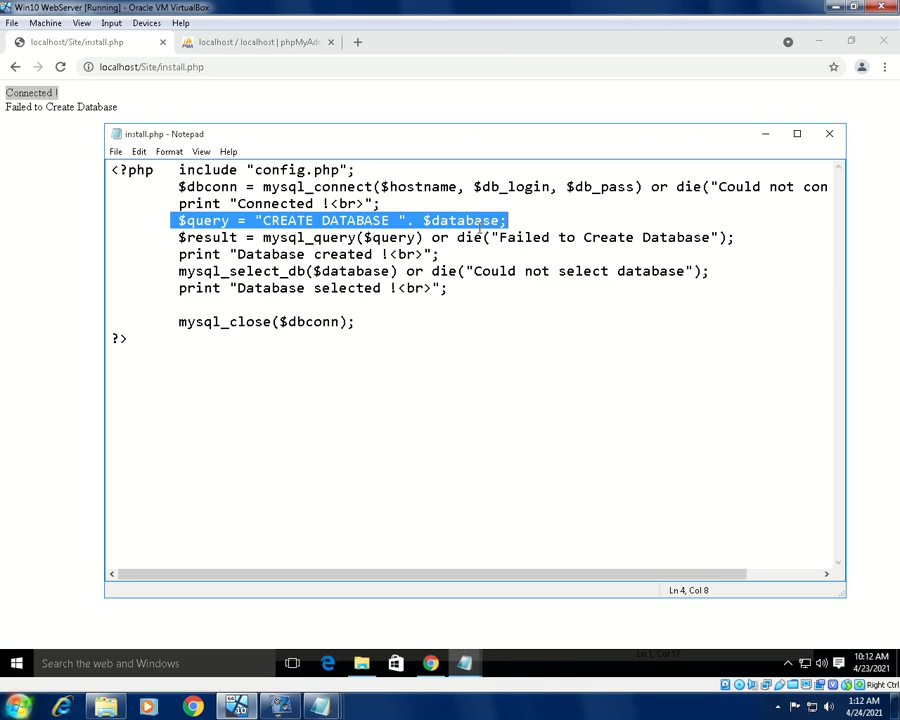 Win10 WebServer [Running] - Oracle VM VirtualBox
File Machine View Input Devices Help
localhost/Site/install.php
localhost / localhost | phpMyAdm
localhost/Site/install.php
Connected !
Failed to Create Database
install.php - Notepad
File Edit Format View Help
<?php include "config.php";
$dbconn = mysql_connect($hostname, $db_login, $db_pass) or die("Could not con
print "Connected !<br>";
$query = "CREATE DATABASE ". $database;
$result = mysql_query($query) or die("Failed to Create Database");
print "Database created !<br>";
mysql_select_db($database) or die("Could not select database");
print "Database selected !<br>";
mysql_close($dbconn);
?>
Ln 4, Col 8
Ln 1, Col 17
Search the web and Windows
10:12 AM
4/23/2021
Right Ctrl
1:12 AM
4/24/2021